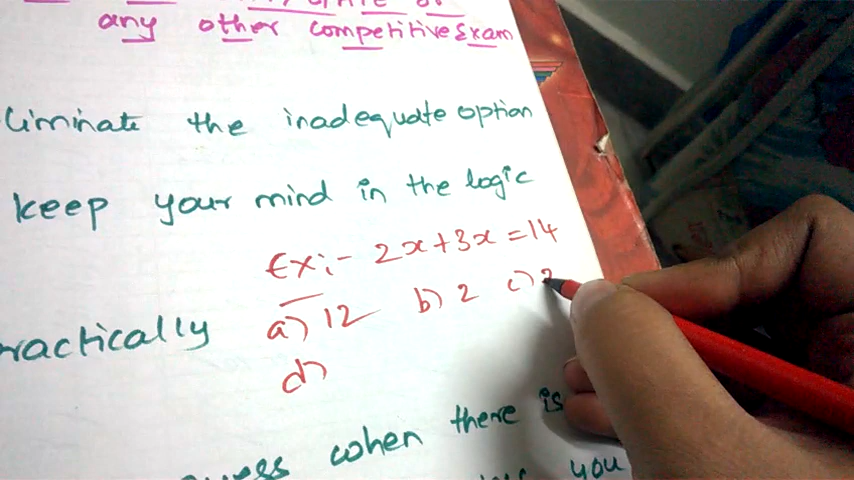 any other competitive Exam
liminate the inadequate option
keep your mind in the logic
Ex:- 2x+3x=14
ractically a) 12 b) 2 c)
d)
when there is
you